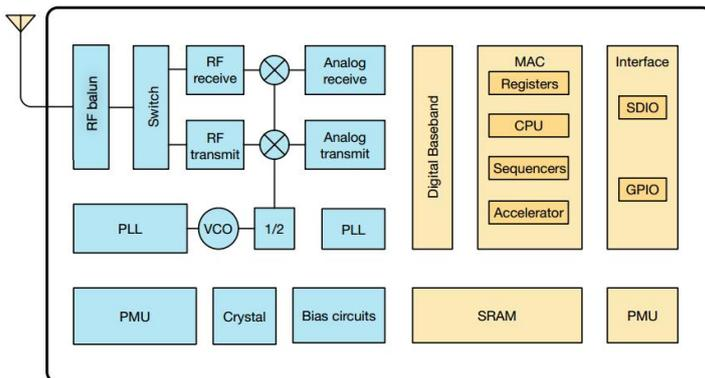 RF balun
Switch
RF
receive
Analog
receive
RF
transmit
Analog
transmit
PLL
VCO
1/2
PLL
PMU
Crystal
Bias circuits
Digital Baseband
MAC
Registers
CPU
Sequencers
Accelerator
Interface
SDIO
GPIO
SRAM
PMU